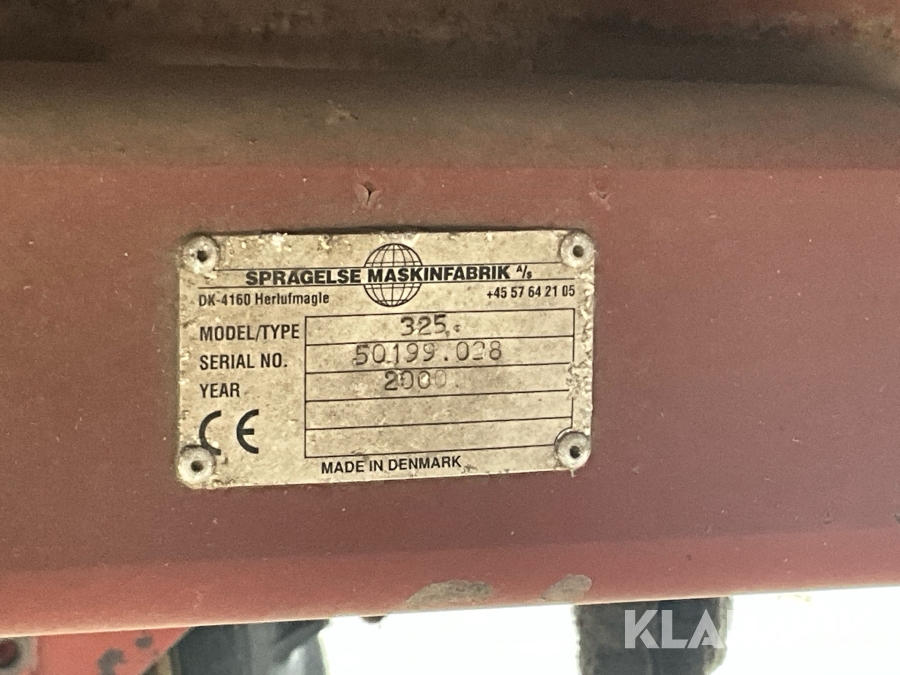 SPRAGELSE MASKINFABRIK A/S
DK-4160 Herlufmagle +45 57 64 21 05
MODEL/TYPE 325
SERIAL NO. 50199.028
YEAR 2000
CE
MADE IN DENMARK